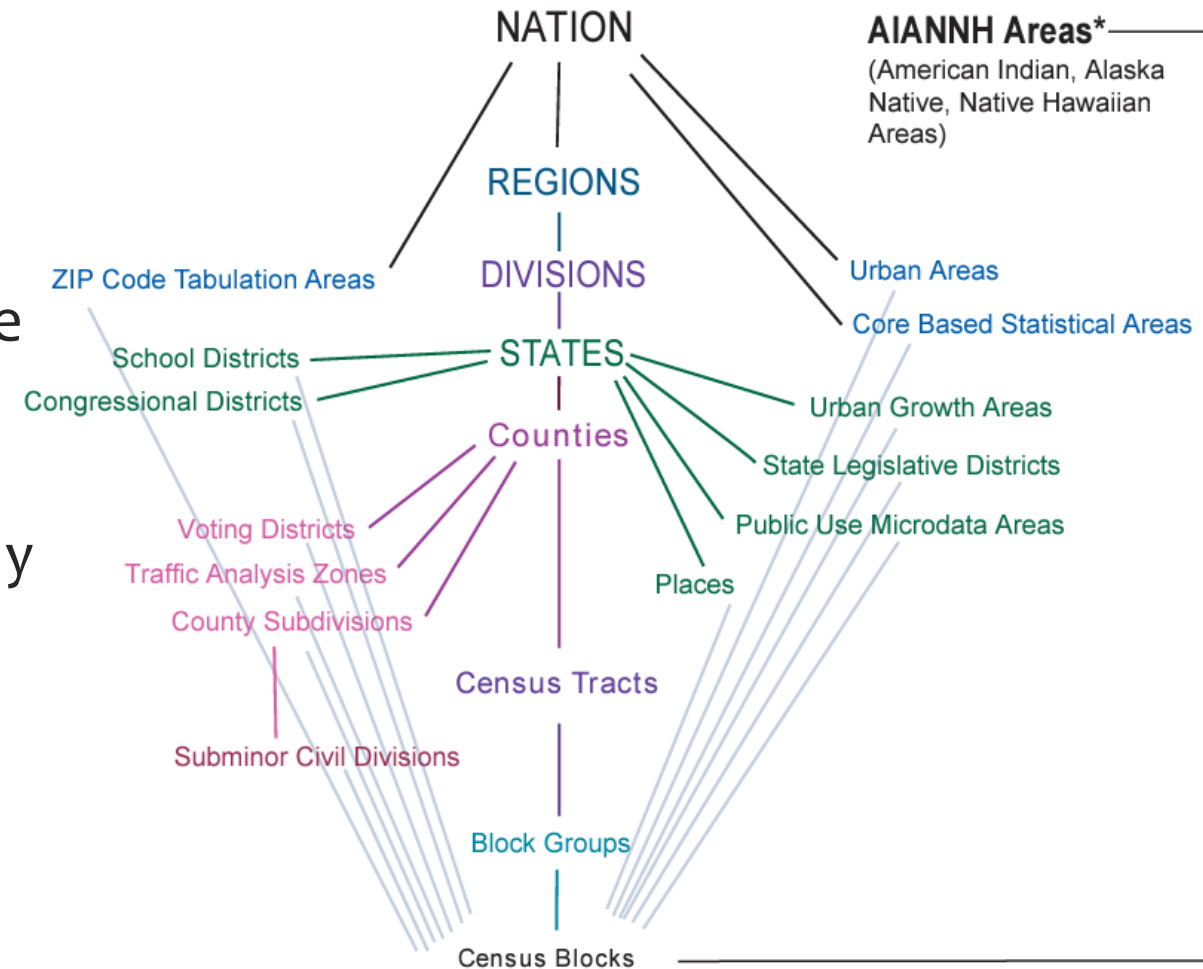 NATION
AIANNH Areas*
(American Indian, Alaska
Native, Native Hawaiian
Areas)
REGIONS
ZIP Code Tabulation Areas
DIVISIONS
Urban Areas
e
Core Based Statistical Areas
School Districts
STATES
Congressional Districts
Urban Growth Areas
Counties
State Legislative Districts
Voting Districts
Public Use Microdata Areas
y
Traffic Analysis Zones
Places
County Subdivisions
Census Tracts
Subminor Civil Divisions
Block Groups
Census Blocks